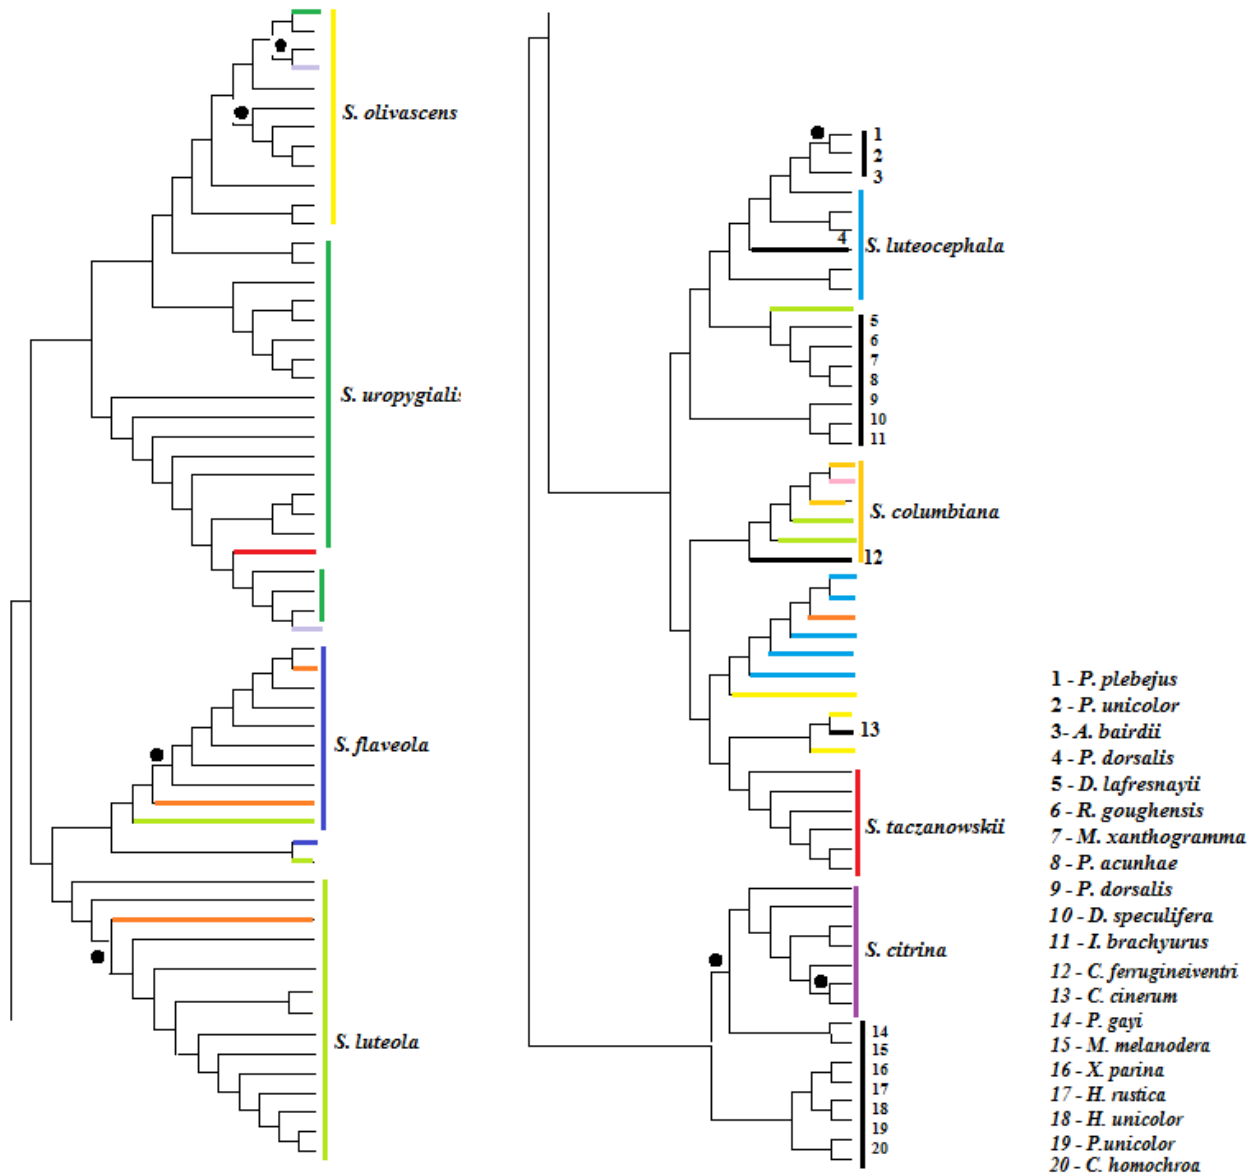 S. olivascens
S. uropygialis
S. flaveola
S. luteola
1
2
3
4
S. luteocephala
5
6
7
8
9
10
11
S. columbiana
12
13
S. taczanowskii
S. citrina
14
15
16
17
18
19
20
1 - P. plebejus
2 - P. unicolor
3- A. bairdii
4 - P. dorsalis
5 - D. lafresnayii
6 - R. goughensis
7 - M. xanthogramma
8 - P. acunhae
9 - P. dorsalis
10 - D. speculifera
11 - I. brachyurus
12 - C. ferrugineiventri
13 - C. cinerum
14 - P. gayi
15 - M. melanodera
16 - X. parina
17 - H. rustica
18 - H. unicolor
19 - P.unicolor
20 - C. homochroa